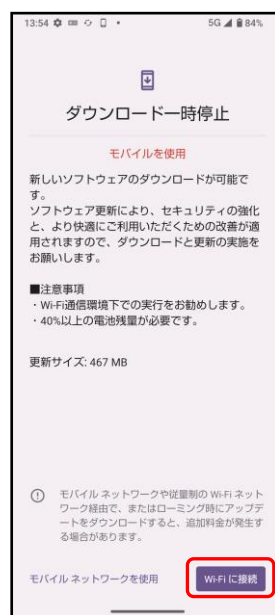 13:54 5G 84%
ダウンロード一時停止
モバイルを使用
新しいソフトウェアのダウンロードが可能で
す。
ソフトウェア更新により、セキュリティの強化
と、より快適にご利用いただくための改善が適
用されますので、ダウンロードと更新の実施を
お願いします。
■注意事項
・Wi-Fi通信環境下での実行をお勧めします。
・40%以上の電池残量が必要です。
更新サイズ: 467 MB
モバイル ネットワークや従量制の Wi-Fi ネット
ワーク経由で、またはローミング時にアップデ
ートをダウンロードすると、追加料金が発生す
る場合があります。
モバイル ネットワークを使用 Wi-Fi に接続